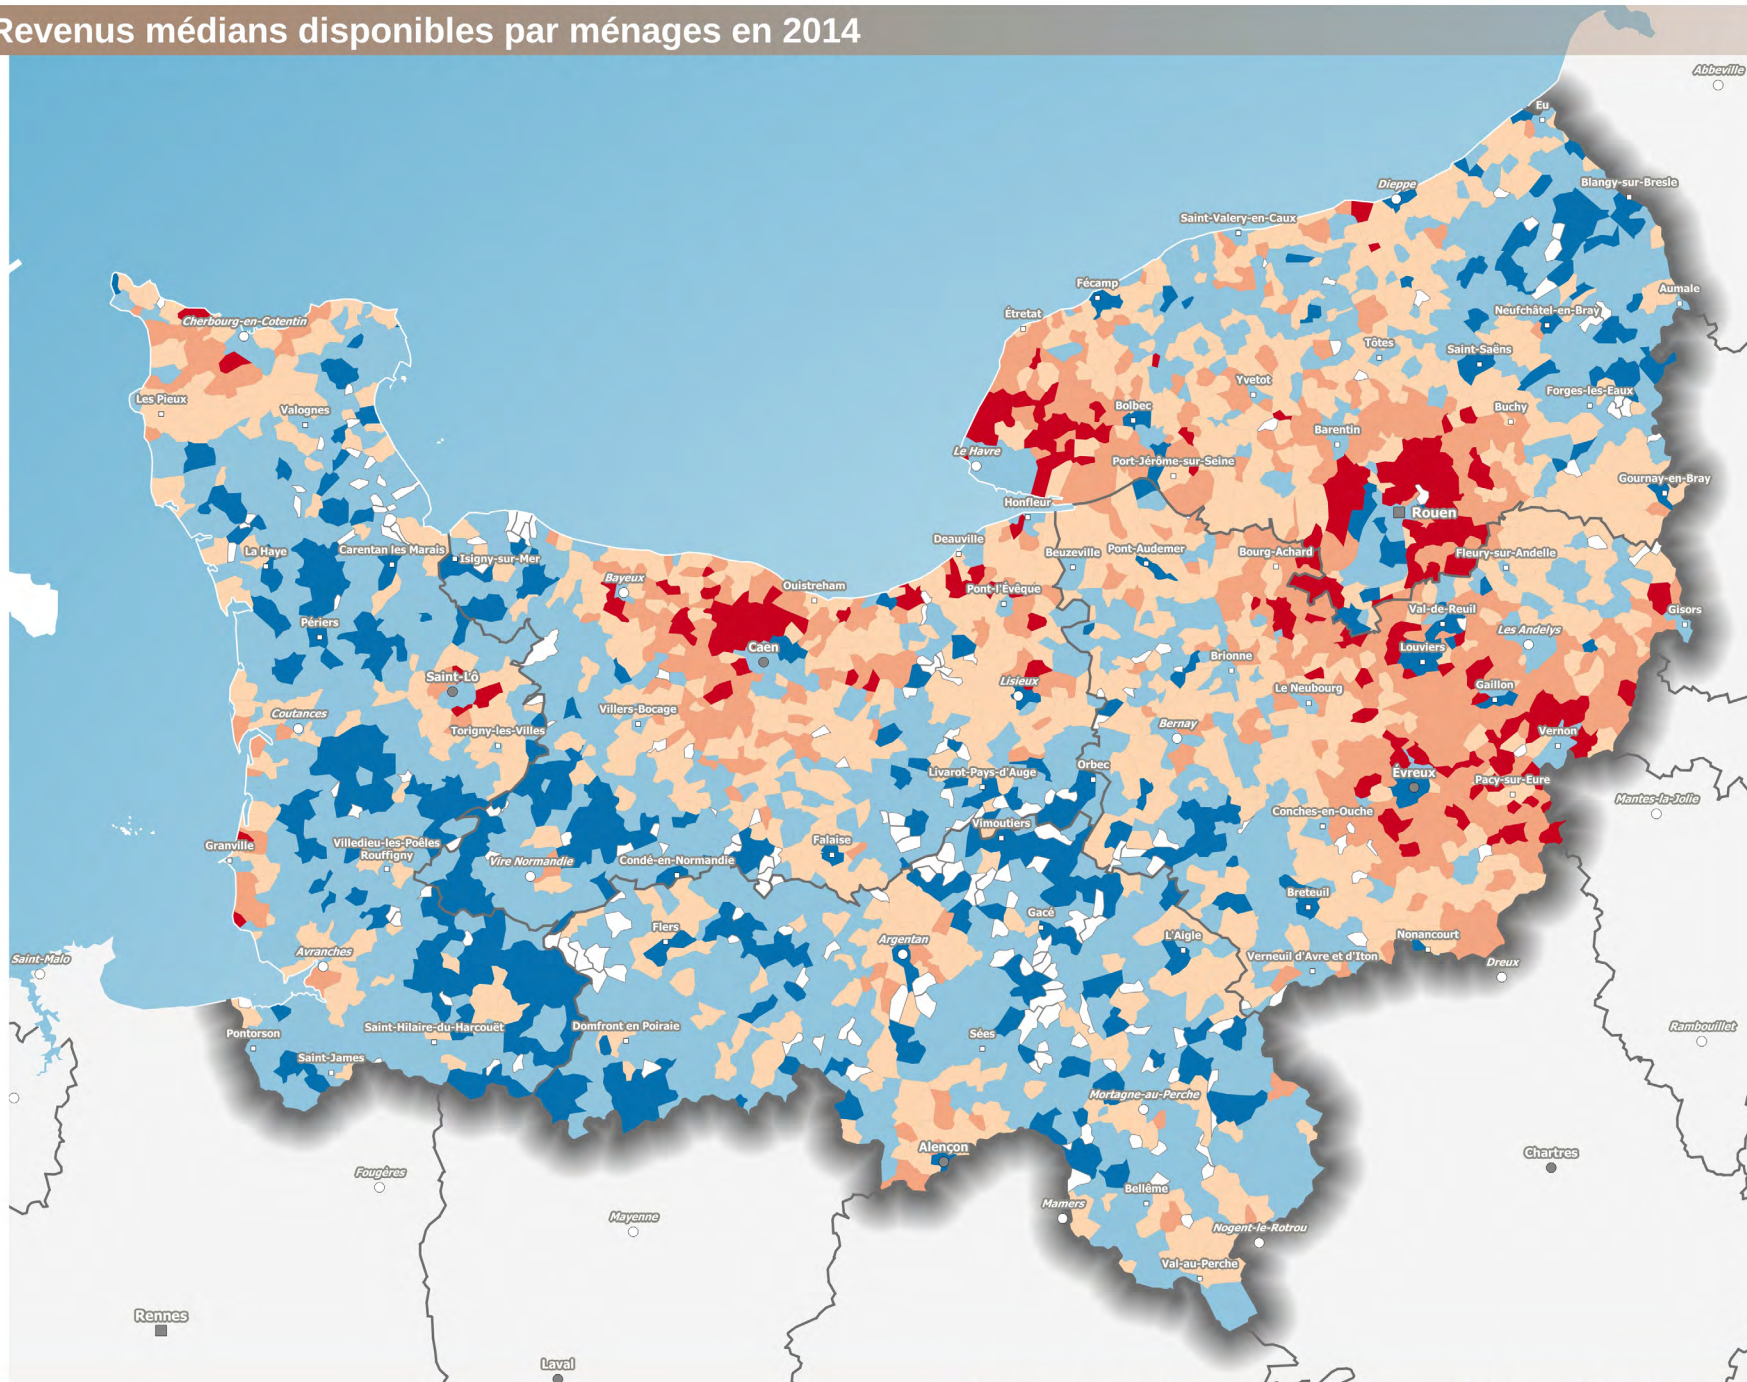 Revenus médians disponibles par ménages en 2014
Abbeville
Eu
Blangy-sur-Bresle
Dieppe
Saint-Valery-en-Caux
Fécamp
Aumale
Étretat
Neufchâtel-en-Bray
Cherbourg-en-Cotentin
Tôtes
Saint-Saëns
Yvetot
Forges-les-Eaux
Les Pieux
Valognes
Bolbec
Buchy
Barentin
Le Havre
Port-Jérôme-sur-Seine
Gournay-en-Bray
Honfleur
Rouen
Deauville
La Haye
Carentan les Marais
Isigny-sur-Mer
Beuzeville
Pont-Audemer
Bourg-Achard
Fleury-sur-Andelle
Bayeux
Ouistreham
Pont-l'Évêque
Val-de-Reuil
Gisors
Périers
Les Andelys
Caen
Louviers
Brionne
Saint-Lô
Lisieux
Le Neubourg
Gaillon
Coutances
Villers-Bocage
Torigny-les-Villes
Bernay
Vernon
Orbec
Livarot-Pays-d'Auge
Évreux
Pacy-sur-Eure
Mantes-la-Jolie
Conches-en-Ouche
Vimoutiers
Granville
Villedieu-les-Poêles
Rouffigny
Falaise
Vire Normandie
Condé-en-Normandie
Breteuil
Gacé
Flers
L'Aigle
Nonancourt
Argentan
Avranches
Saint-Malo
Verneuil d'Avre et d'Iton
Dreux
Pontorson
Saint-Hilaire-du-Harcouët
Domfront en Poiraie
Sées
Rambouillet
Saint-James
Mortagne-au-Perche
Alençon
Chartres
Fougères
Bellême
Mamers
Mayenne
Nogent-le-Rotrou
Val-au-Perche
Rennes
Laval